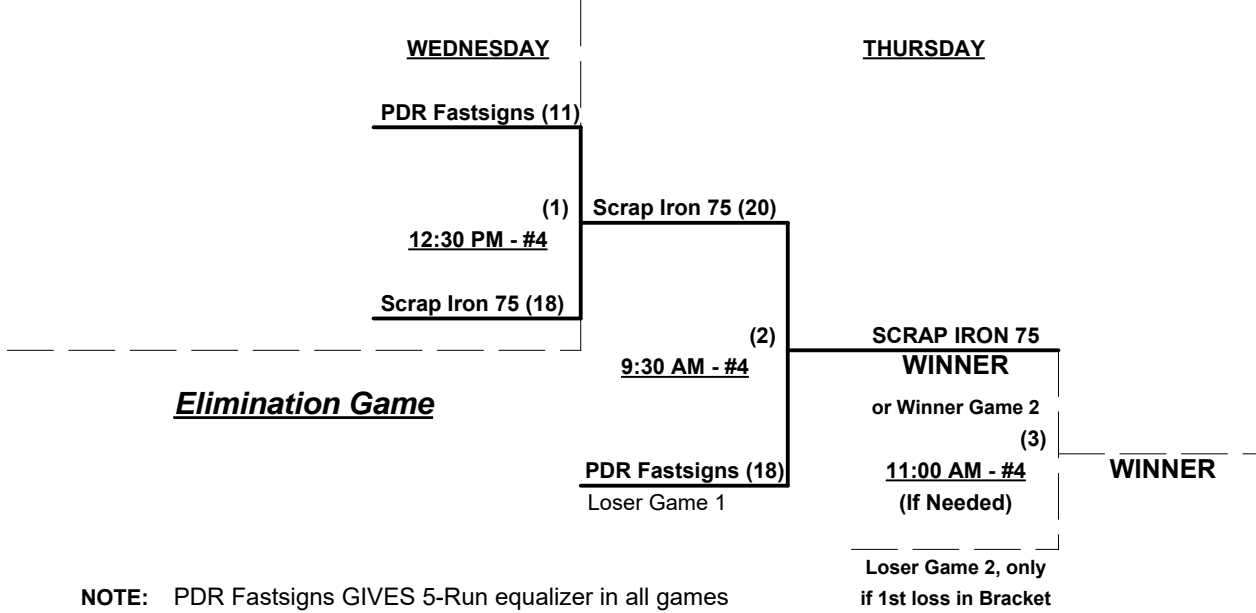 WEDNESDAY
THURSDAY
PDR Fastsigns (11)
(1)
Scrap Iron 75 (20)
12:30 PM - #4
Scrap Iron 75 (18)
(2)
SCRAP IRON 75
9:30 AM - #4
WINNER
Elimination Game
or Winner Game 2
(3)
PDR Fastsigns (18)
11:00 AM - #4
WINNER
Loser Game 1
(If Needed)
Loser Game 2, only
NOTE: PDR Fastsigns GIVES 5-Run equalizer in all games
if 1st loss in Bracket